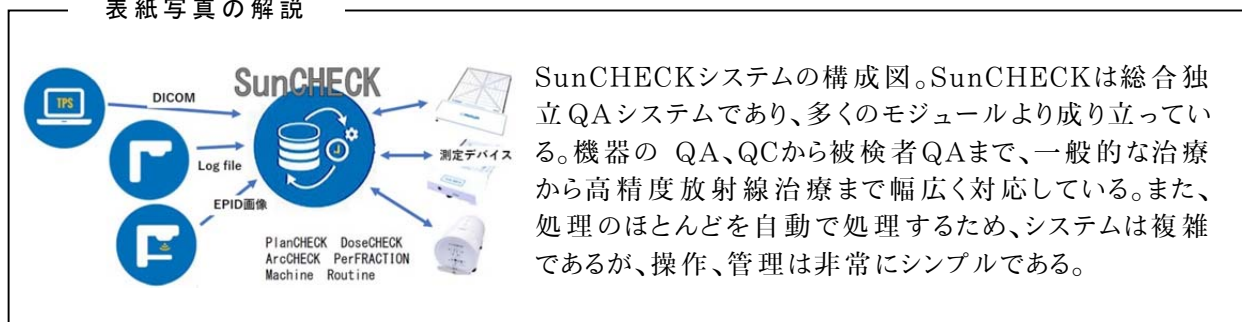 表紙写真の解説
SunCHECK
TPS
DICOM
Log file
測定デバイス
EPID画像
PlanCHECK DoseCHECK
ArcCHECK PerFRACTION
Machine Routine
SunCHECKシステムの構成図。SunCHECKは総合独
立QAシステムであり、多くのモジュールより成り立ってい
る。機器の QA、QCから被検者QAまで、一般的な治療
から高精度放射線治療まで幅広く対応している。また、
処理のほとんどを自動で処理するため、システムは複雑
であるが、操作、管理は非常にシンプルである。